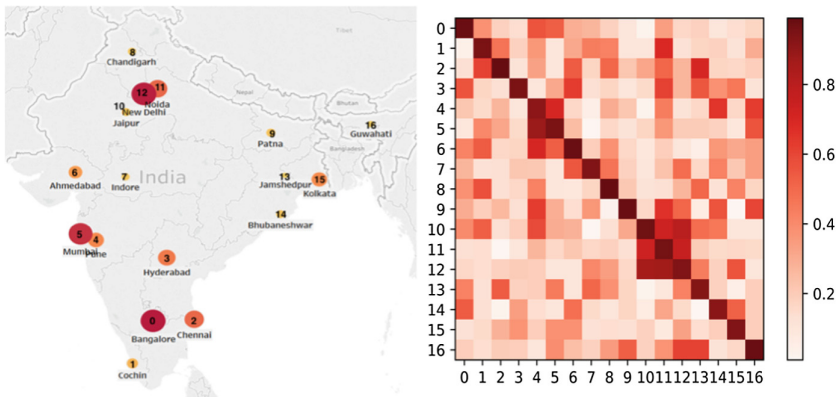 Tibet
8
Chandigarh
12
11
Noida
New Delhi
10
Jaipur
Nepal
Bhutan
16
Guwahati
9
Patna
Bangladesh
6
Ahmedabad
7
Indore
India
13
Jamshedpur
15
Kolkata
14
Bhubaneshwar
5
Mumbai
4
Pune
3
Hyderabad
0
Bangalore
2
Chennai
1
Cochin
0
1
2
3
4
5
6
7
8
9
10
11
12
13
14
15
16
0 1 2 3 4 5 6 7 8 9 10 11 12 13 14 15 16
0.8
0.6
0.4
0.2